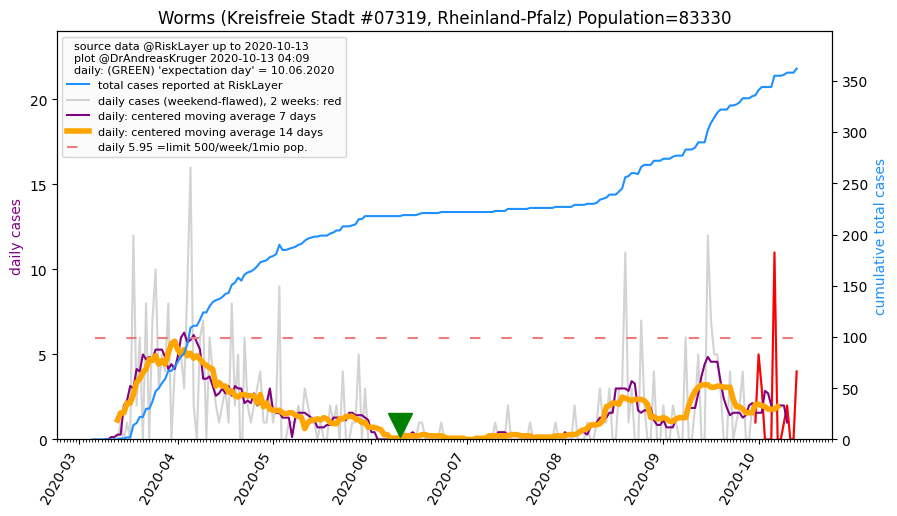 Worms (Kreisfreie Stadt #07319, Rheinland-Pfalz) Population=83330
source data @RiskLayer up to 2020-10-13
plot @DrAndreasKruger 2020-10-13 04:09
daily: (GREEN) 'expectation day' = 10.06.2020
total cases reported at RiskLayer
daily cases (weekend-flawed), 2 weeks: red
daily: centered moving average 7 days
daily: centered moving average 14 days
daily 5.95 =limit 500/week/1mio pop.
daily cases
20
15
10
5
0
cumulative total cases
350
300
250
200
150
100
50
0
2020-03
2020-04
2020-05
2020-06
2020-07
2020-08
2020-09
2020-10